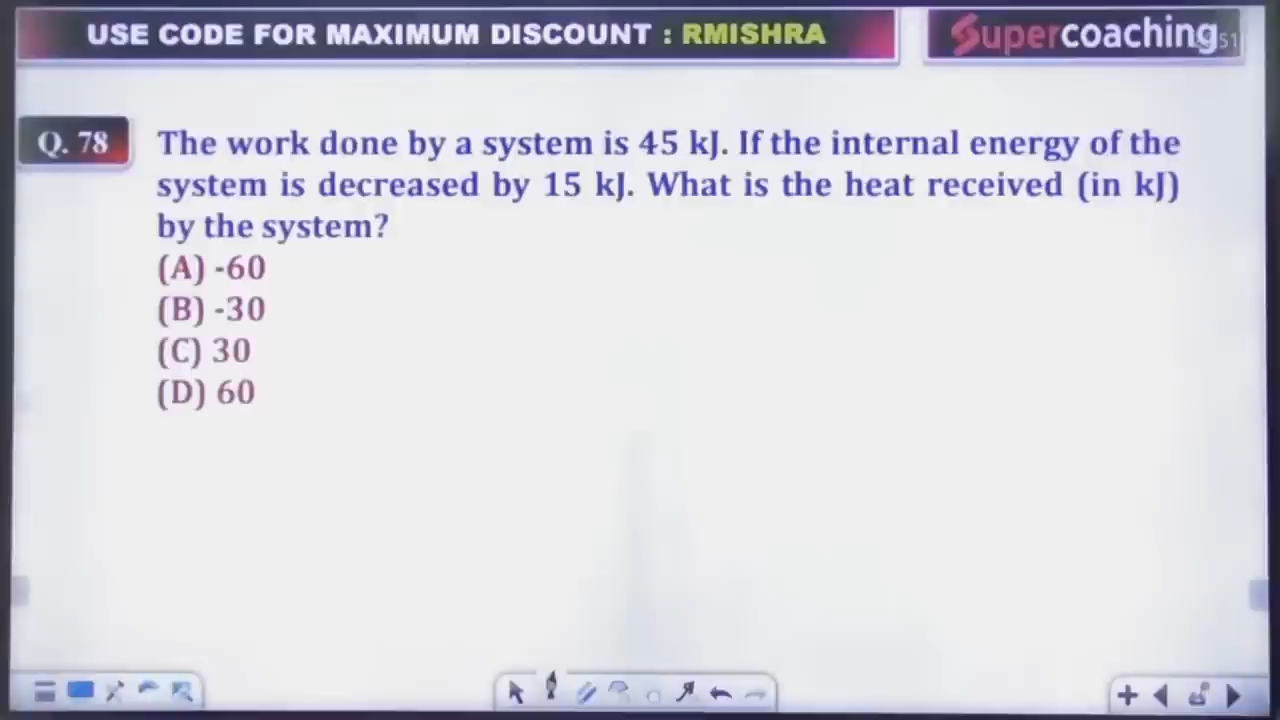 USE CODE FOR MAXIMUM DISCOUNT : RMISHRA
Supercoaching
Q. 78
The work done by a system is 45 kJ. If the internal energy of the
system is decreased by 15 kJ. What is the heat received (in kJ)
by the system?
(A) -60
(B) -30
(C) 30
(D) 60